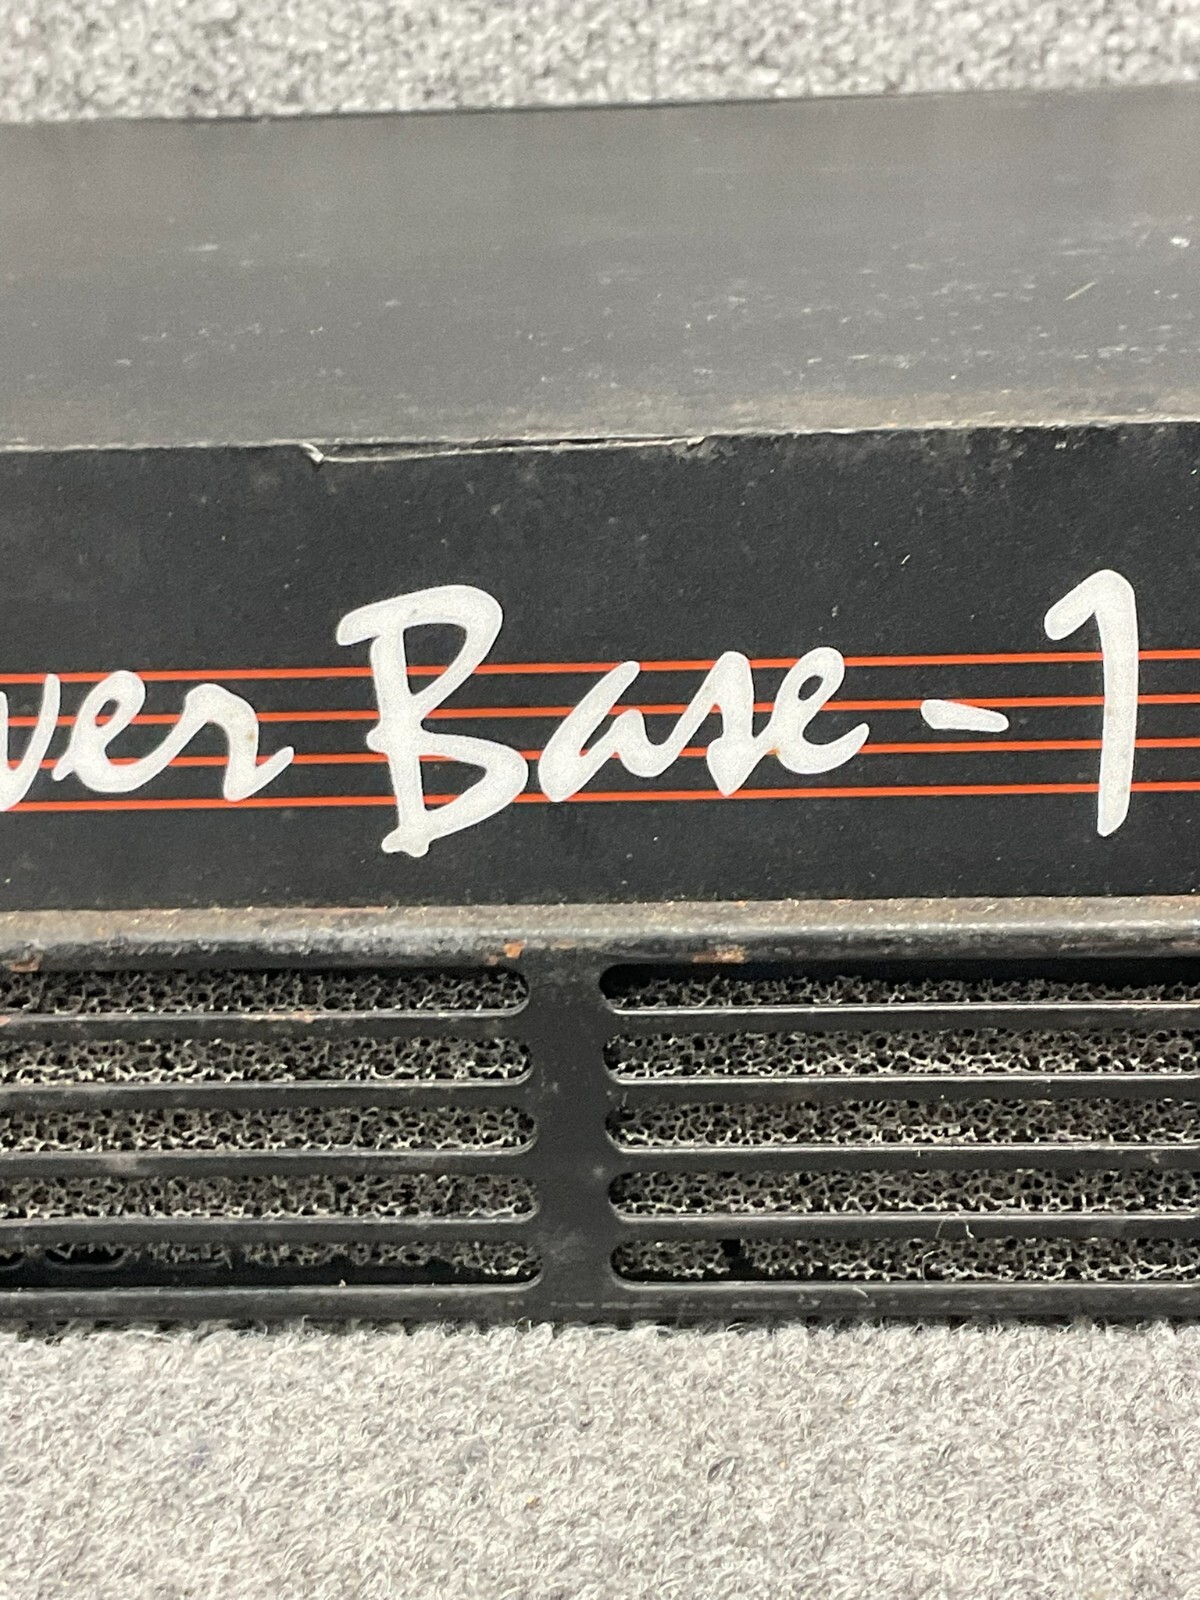 wer Base - 1